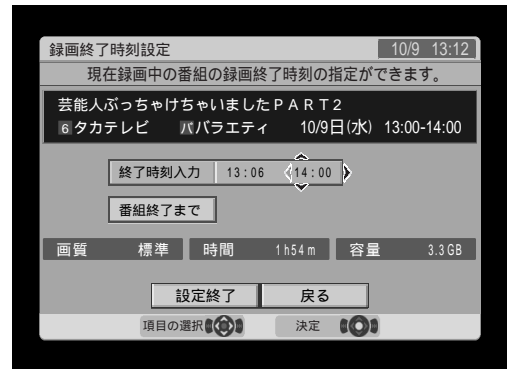 録画終了時刻設定 10/9 13:12
現在録画中の番組の録画終了時刻の指定ができます。
芸能人ぶっちゃけちゃいましたPART2
6 タカテレビ バ バラエティ 10/9日(水) 13:00-14:00
終了時刻入力 13:06 14:00
番組終了まで
画質 標準 時間 1h54m 容量 3.3GB
設定終了 戻る
項目の選択 決定